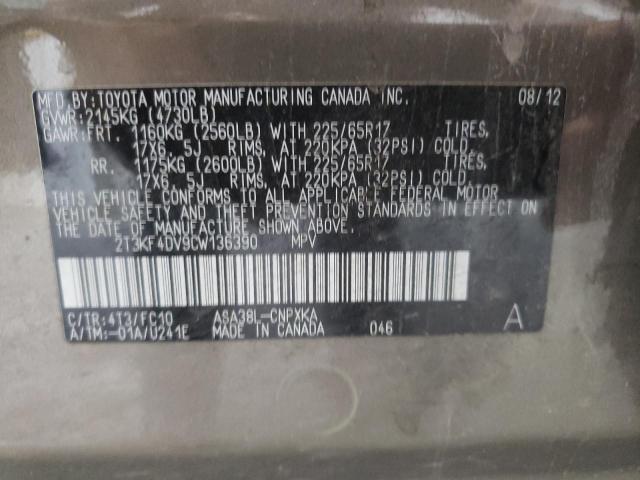 MFD. BY: TOYOTA MOTOR MANUFACTURING CANADA INC. 08/12
GVWR: 2145KG (4730LB)
GAWR: FRT. 1160KG (2560LB) WITH 225/65R17 TIRES,
17X6. 5J RIMS, AT 220KPA (32PSI) COLD.
RR. 1175KG (2600LB) WITH 225/65R17 TIRES,
17X6. 5J RIMS, AT 220KPA (32PSI) COLD.
THIS VEHICLE CONFORMS TO ALL APPLICABLE FEDERAL MOTOR
VEHICLE SAFETY AND THEFT PREVENTION STANDARDS IN EFFECT ON
THE DATE OF MANUFACTURE SHOWN ABOVE.
2T3KF4DV9CW136390 MPV
C/TR: 4T3/FC10 ASA38L-CNPXKA
A/TM: -01A/U241E MADE IN CANADA 046 A